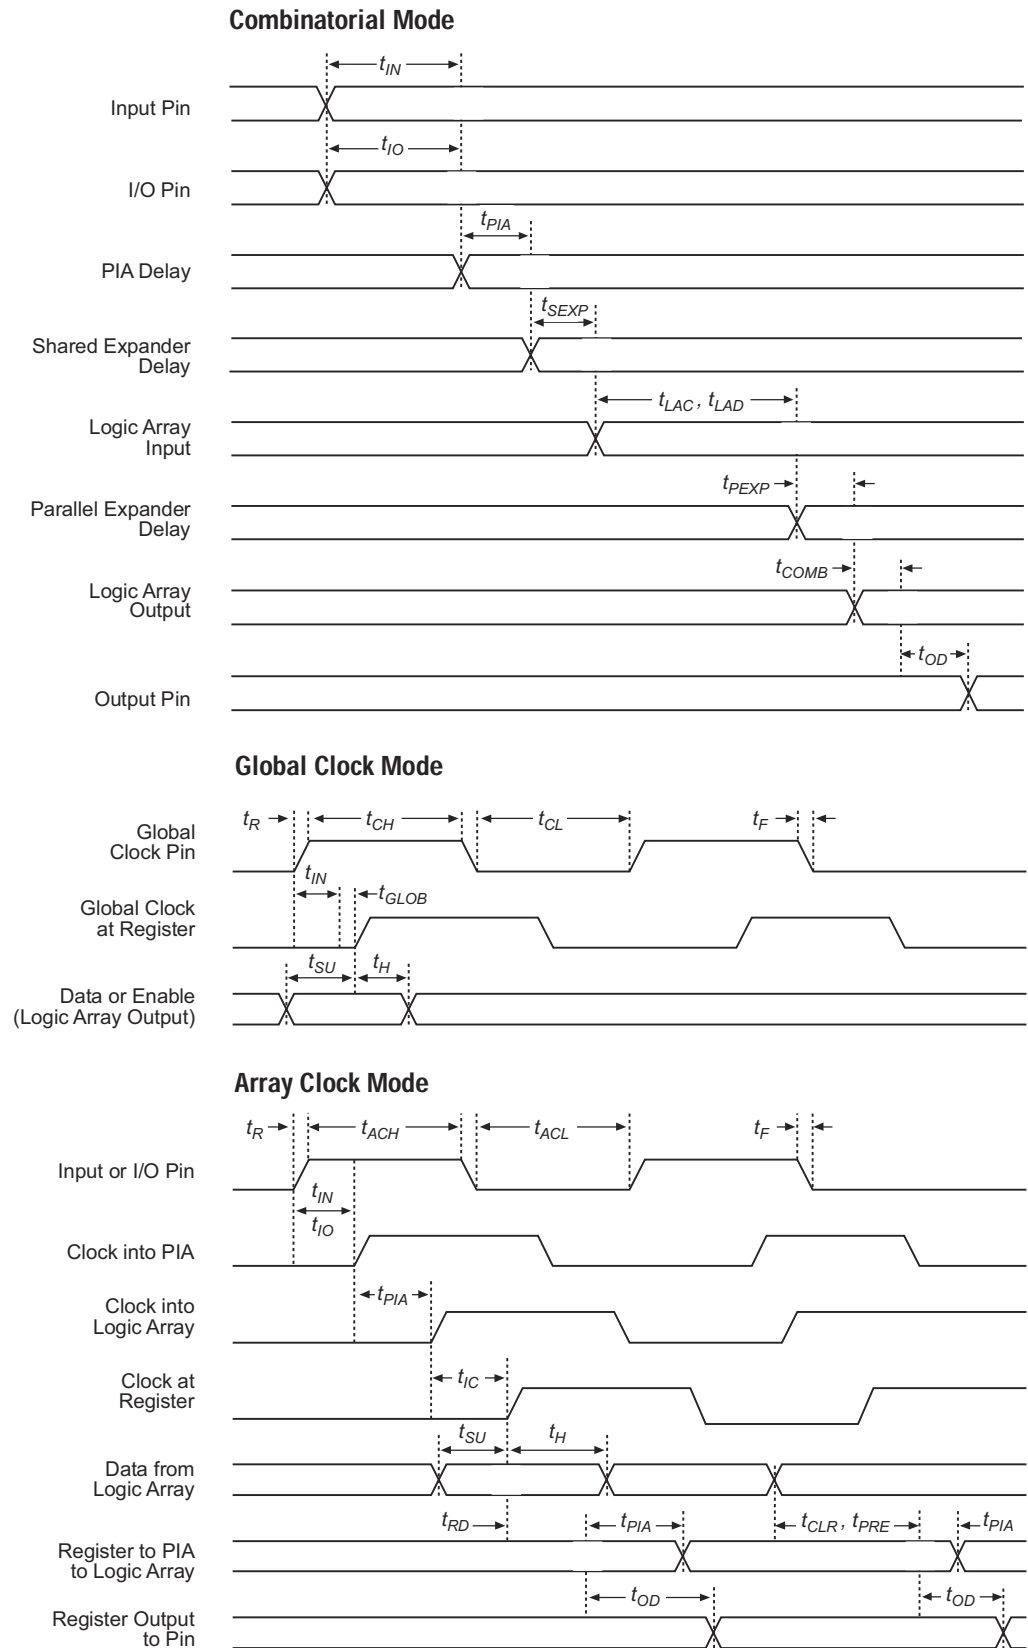 Combinatorial Mode
t_IN
Input Pin
t_IO
I/O Pin
t_PIA
PIA Delay
t_SEXP
Shared Expander
Delay
t_LAC, t_LAD
Logic Array
Input
t_PEXP
Parallel Expander
Delay
t_COMB
Logic Array
Output
t_OD
Output Pin
Global Clock Mode
t_R t_CH t_CL t_F
Global
Clock Pin
t_IN
t_GLOB
Global Clock
at Register
t_SU t_H
Data or Enable
(Logic Array Output)
Array Clock Mode
t_R t_ACH t_ACL t_F
Input or I/O Pin
t_IN
t_IO
Clock into PIA
t_PIA
Clock into
Logic Array
t_IC
Clock at
Register
t_SU t_H
Data from
Logic Array
t_RD t_PIA t_CLR, t_PRE t_PIA
Register to PIA
to Logic Array
t_OD t_OD
Register Output
to Pin